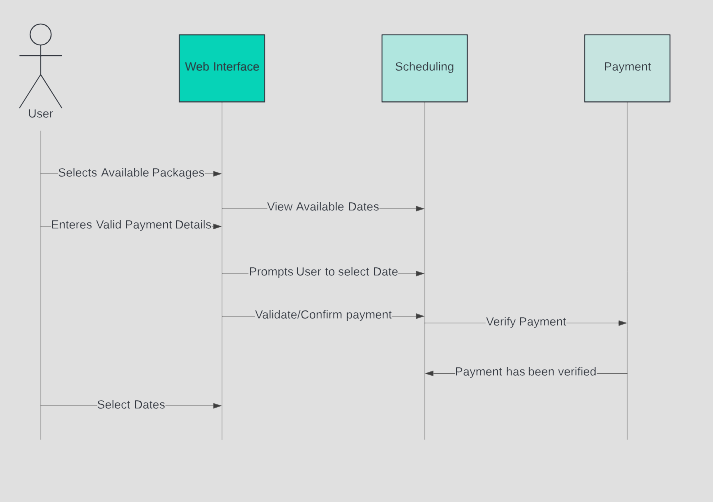 Web Interface
Scheduling
Payment
User
Selects Available Packages
View Available Dates
Enteres Valid Payment Details
Prompts User to select Date
Validate/Confirm payment
Verify Payment
Payment has been verified
Select Dates